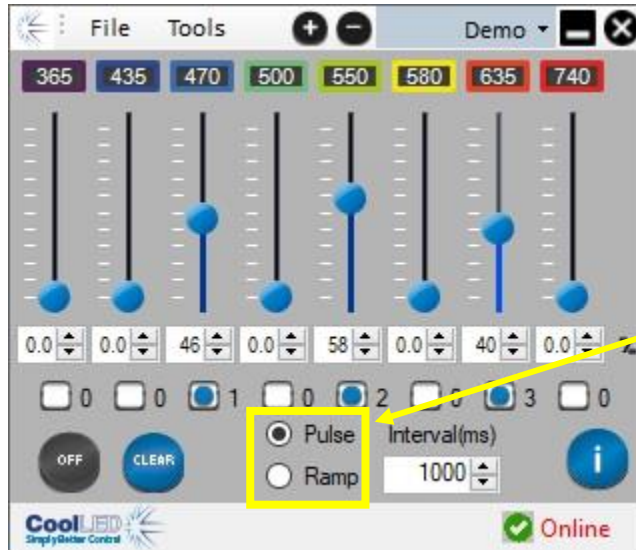 File Tools Demo
365 435 470 500 550 580 635 740
0.0 0.0 46 0.0 58 0.0 40 0.0 %
0 0 1 0 2 0 3 0
Pulse Interval(ms)
OFF CLEAR i
Ramp 1000
CoolLED Online
Simply Better Control